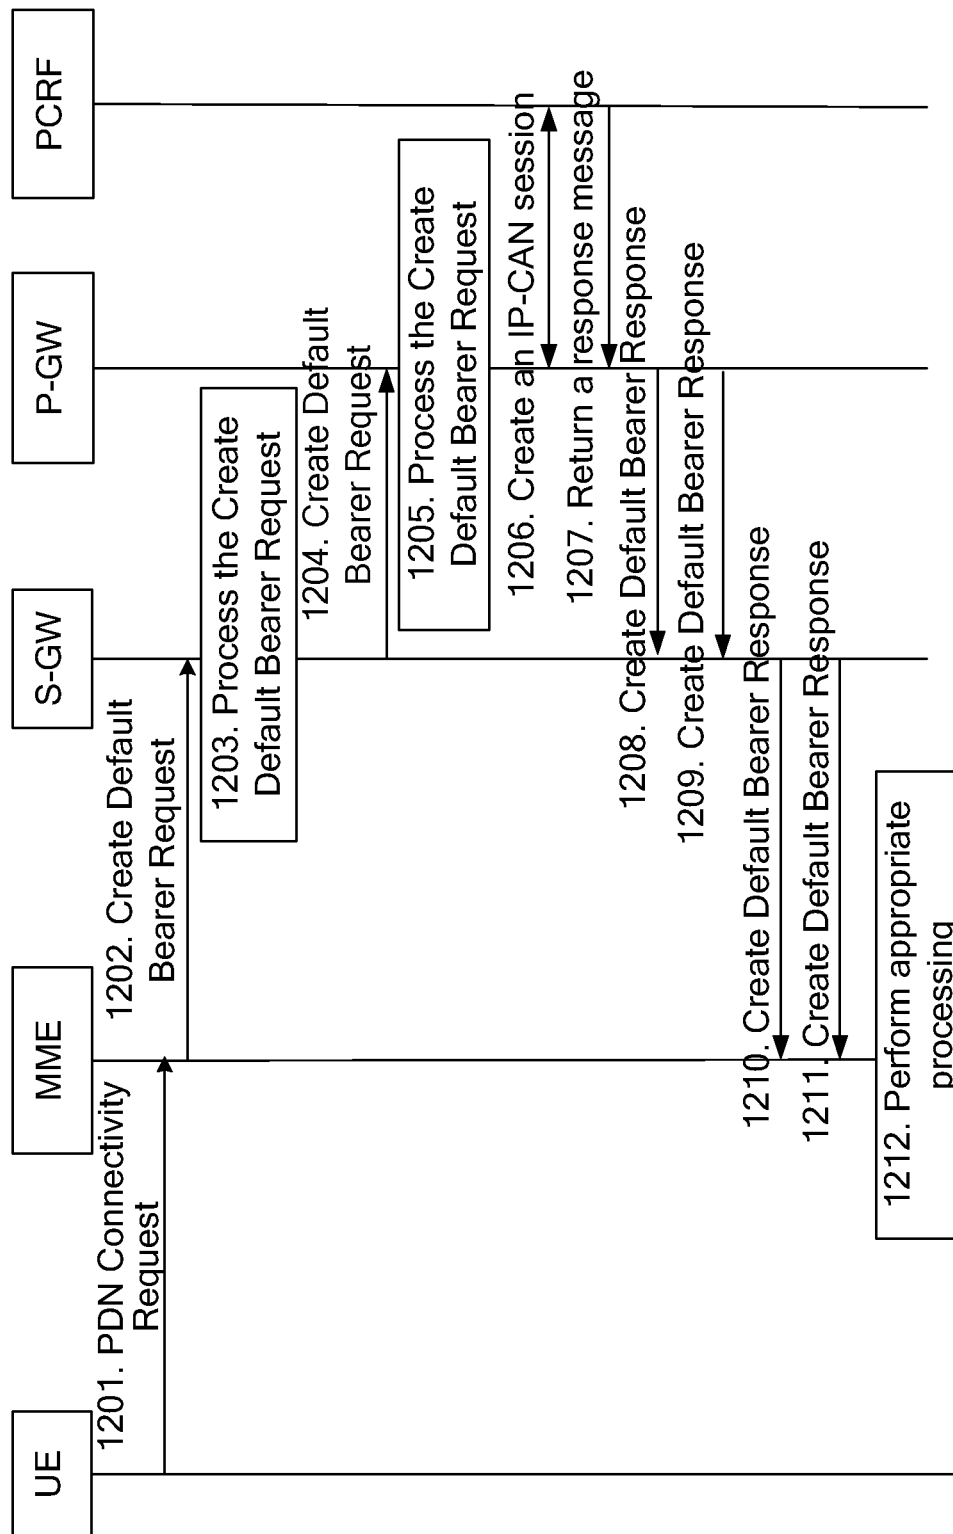 UE
MME
S-GW
P-GW
PCRF
1201. PDN Connectivity
Request
1202. Create Default
Bearer Request
1203. Process the Create
Default Bearer Request
1204. Create Default
Bearer Request
1205. Process the Create
Default Bearer Request
1206. Create an IP-CAN session
1207. Return a response message
1208. Create Default Bearer Response
1209. Create Default Bearer Response
1210. Create Default Bearer Response
1211. Create Default Bearer Response
1212. Perform appropriate
processing